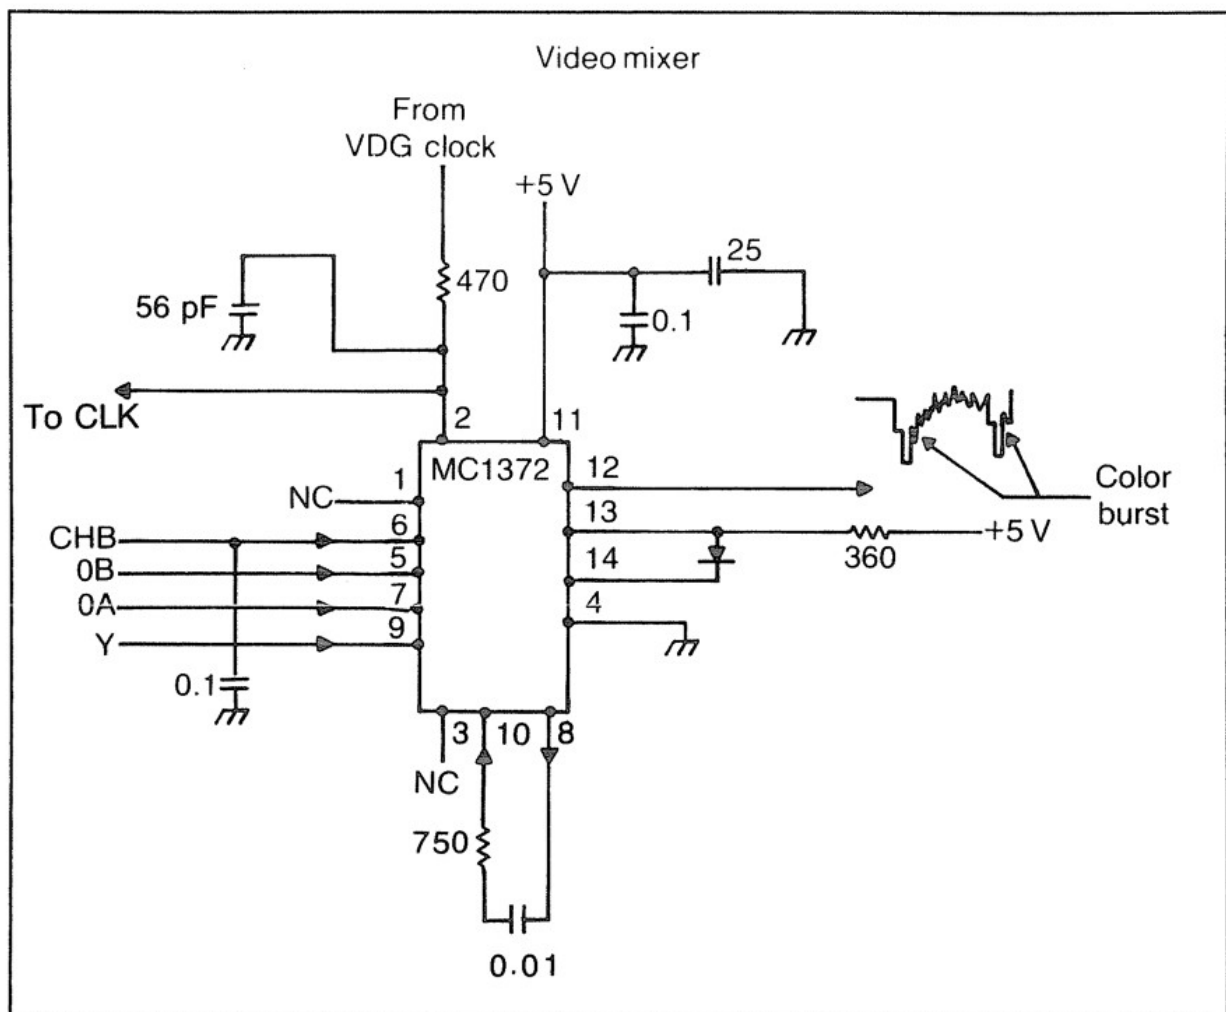 Video mixer
From
VDG clock
+5 V
25
470
56 pF
0.1
To CLK
2
11
MC1372
12
1
NC
Color
burst
13
+5 V
CHB
6
360
0B
5
14
0A
7
4
Y
9
0.1
3
10
8
NC
750
0.01